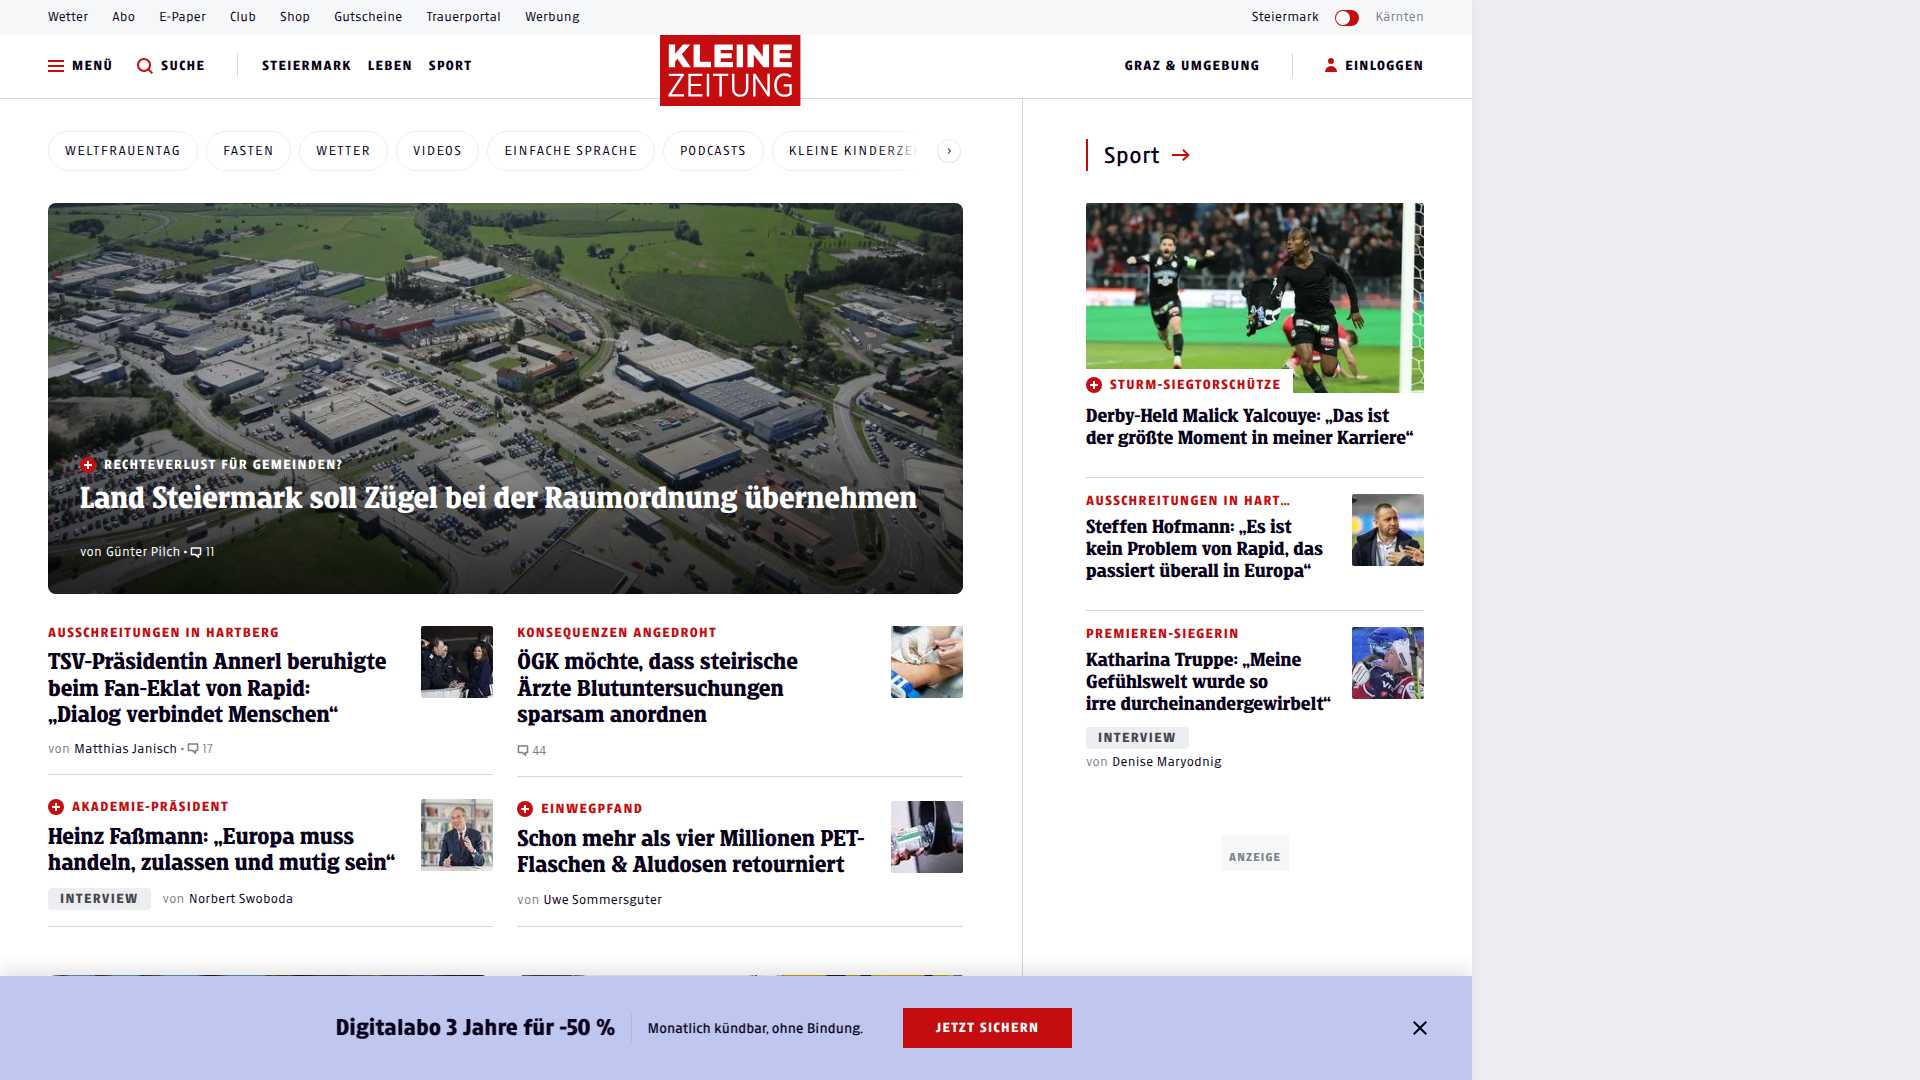 Wetter Abo E-Paper Club Shop Gutscheine Trauerportal Werbung Steiermark Kärnten
MENÜ SUCHE STEIERMARK LEBEN SPORT
KLEINE
ZEITUNG
GRAZ & UMGEBUNG EINLOGGEN
WELTFRAUENTAG FASTEN WETTER VIDEOS EINFACHE SPRACHE PODCASTS KLEINE
RECHTEVERLUST FÜR GEMEINDEN?
Land Steiermark soll Zügel bei der Raumordnung übernehmen
von Günter Pilch • 11
AUSSCHREITUNGEN IN HARTBERG
TSV-Präsidentin Annerl beruhigte
beim Fan-Eklat von Rapid:
„Dialog verbindet Menschen“
von Matthias Janisch • 17
KONSEQUENZEN ANGEDROHT
ÖGK möchte, dass steirische
Ärzte Blutuntersuchungen
sparsam anordnen
44
AKADEMIE-PRÄSIDENT
Heinz Faßmann: „Europa muss
handeln, zulassen und mutig sein“
INTERVIEW von Norbert Swoboda
EINWEGPFAND
Schon mehr als vier Millionen PET-
Flaschen & Aludosen retourniert
von Uwe Sommersguter
Sport
STURM-SIEGTORSCHÜTZE
Derby-Held Malick Yalcouye: „Das ist
der größte Moment in meiner Karriere“
AUSSCHREITUNGEN IN HART…
Steffen Hofmann: „Es ist
kein Problem von Rapid, das
passiert überall in Europa“
PREMIEREN-SIEGERIN
Katharina Truppe: „Meine
Gefühlswelt wurde so
irre durcheinandergewirbelt“
INTERVIEW
von Denise Maryodnig
ANZEIGE
Digitalabo 3 Jahre für -50 %
Monatlich kündbar, ohne Bindung.
JETZT SICHERN